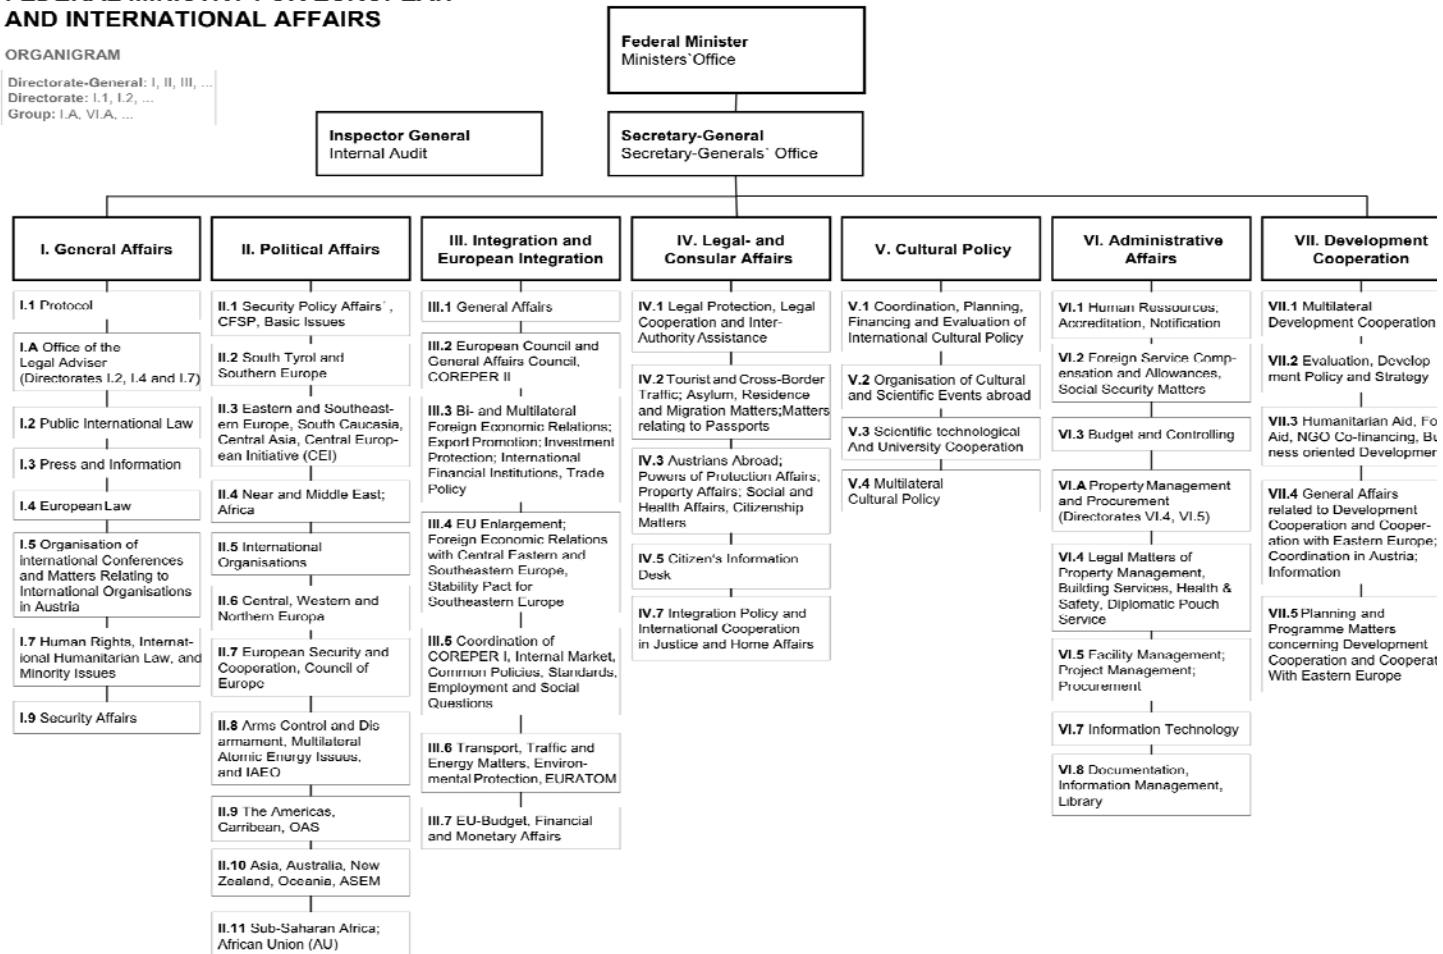 AND INTERNATIONAL AFFAIRS
ORGANIGRAM
Directorate-General: I, II, III, ...
Directorate: I.1, I.2, ...
Group: I.A, VI.A, ...
Federal Minister
Ministers`Office
Inspector General
Internal Audit
Secretary-General
Secretary-Generals` Office
I. General Affairs
I.1 Protocol
I.A Office of the
Legal Adviser
(Directorates I.2, I.4 and I.7)
I.2 Public International Law
I.3 Press and Information
I.4 European Law
I.5 Organisation of
International Conferences
and Matters Relating to
International Organisations
in Austria
I.7 Human Rights, Internat-
ional Humanitarian Law, and
Minority Issues
I.9 Security Affairs
II. Political Affairs
II.1 Security Policy Affairs´,
CFSP, Basic Issues
II.2 South Tyrol and
Southern Europe
II.3 Eastern and Southeast-
ern Europe, South Caucasia,
Central Asia, Central Europ-
ean Initiative (CEI)
II.4 Near and Middle East;
Africa
II.5 International
Organisations
II.6 Central, Western and
Northern Europa
II.7 European Security and
Cooperation, Council of
Europe
II.8 Arms Control and Dis
armament, Multilateral
Atomic Energy Issues,
and IAEO
II.9 The Americas,
Carribean, OAS
II.10 Asia, Australia, New
Zealand, Oceania, ASEM
II.11 Sub-Saharan Africa;
African Union (AU)
III. Integration and
European Integration
III.1 General Affairs
III.2 European Council and
General Affairs Council,
COREPER II
III.3 Bi- and Multilateral
Foreign Economic Relations;
Export Promotion; Investment
Protection; International
Financial Institutions, Trade
Policy
III.4 EU Enlargement;
Foreign Economic Relations
with Central Eastern and
Southeastern Europe,
Stability Pact for
Southeastern Europe
III.5 Coordination of
COREPER I, Internal Market,
Common Policies, Standards,
Employment and Social
Questions
III.6 Transport, Traffic and
Energy Matters, Environ-
mental Protection, EURATOM
III.7 EU-Budget, Financial
and Monetary Affairs
IV. Legal- and
Consular Affairs
IV.1 Legal Protection, Legal
Cooperation and Inter-
Authority Assistance
IV.2 Tourist and Cross-Border
Traffic; Asylum, Residence
and Migration Matters;Matters
relating to Passports
IV.3 Austrians Abroad;
Powers of Protection Affairs;
Property Affairs; Social and
Health Affairs, Citizenship
Matters
IV.5 Citizen's Information
Desk
IV.7 Integration Policy and
International Cooperation
in Justice and Home Affairs
V. Cultural Policy
V.1 Coordination, Planning,
Financing and Evaluation of
International Cultural Policy
V.2 Organisation of Cultural
and Scientific Events abroad
V.3 Scientific technological
And University Cooperation
V.4 Multilateral
Cultural Policy
VI. Administrative
Affairs
VI.1 Human Ressources;
Accreditation, Notification
VI.2 Foreign Service Comp-
ensation and Allowances,
Social Security Matters
VI.3 Budget and Controlling
VI.A Property Management
and Procurement
(Directorates VI.4, VI.5)
VI.4 Legal Matters of
Property Management,
Building Services, Health &
Safety, Diplomatic Pouch
Service
VI.5 Facility Management;
Project Management;
Procurement
VI.7 Information Technology
VI.8 Documentation,
Information Management,
Library
VII. Development
Cooperation
VII.1 Multilateral
Development Cooperation
VII.2 Evaluation, Develop
ment Policy and Strategy
VII.3 Humanitarian Aid,
Aid, NGO Co-financing,
ness oriented
VII.4 General Affairs
related to Development
Cooperation and Cooper-
ation with Eastern Europe;
Coordination in Austria;
Information
VII.5 Planning and
Programme Matters
concerning Development
Cooperation and
With Eastern Europe